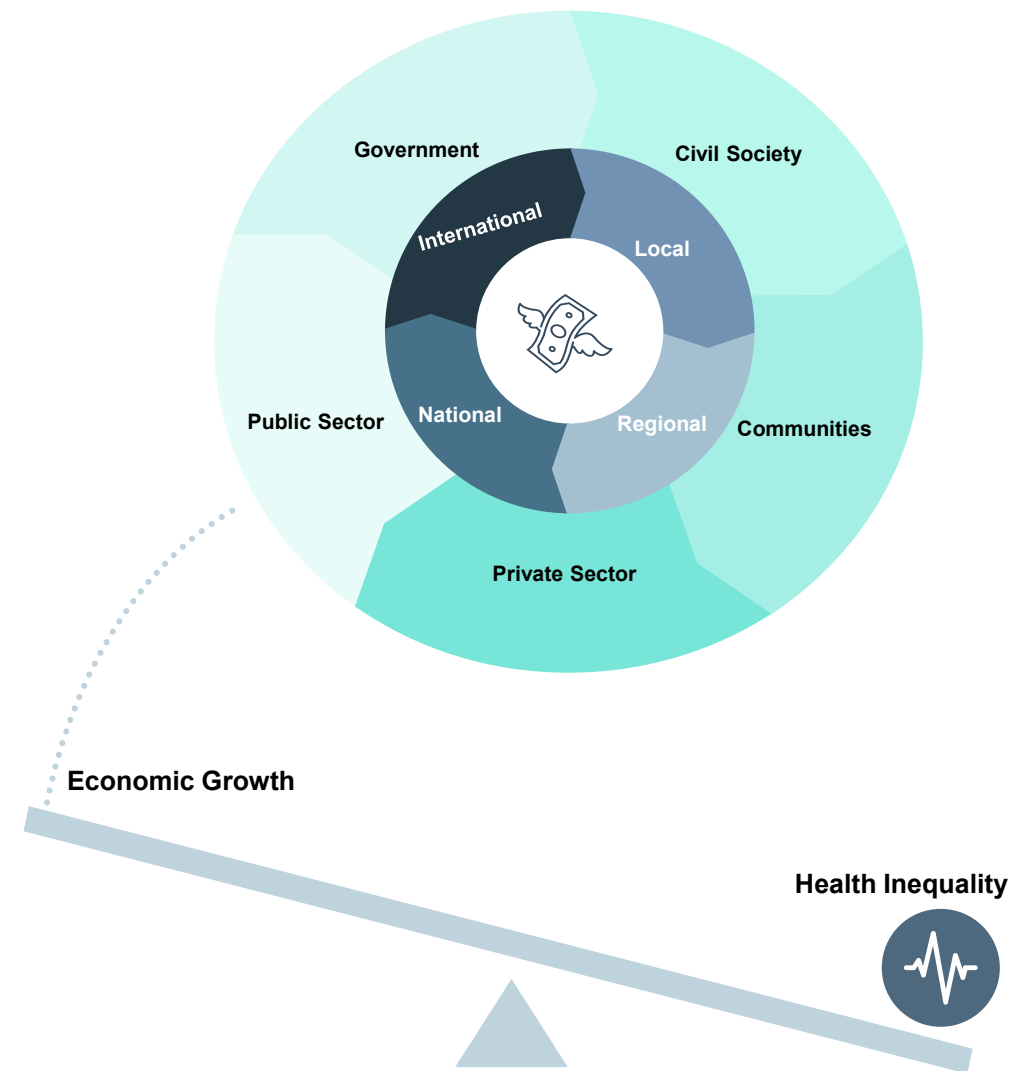 Government
Civil Society
International
Local
Public Sector
National
Regional
Communities
Private Sector
Economic Growth
Health Inequality